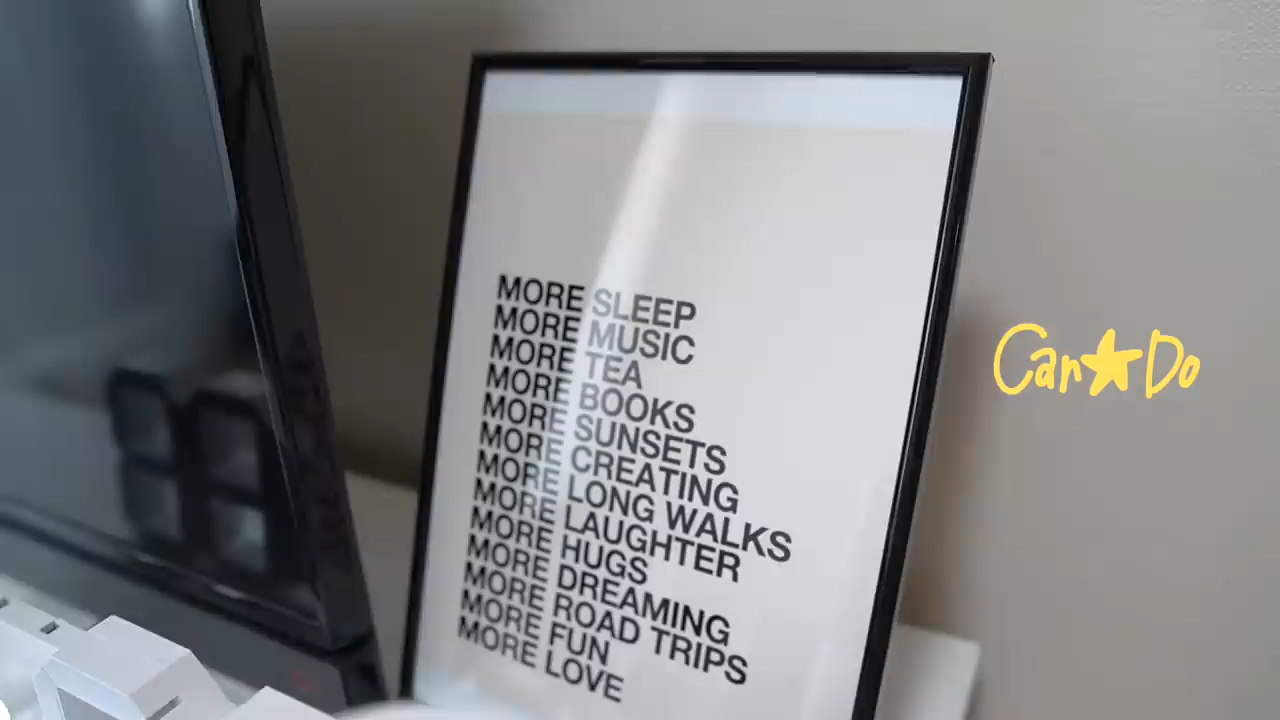 MORE SLEEP
MORE MUSIC
MORE TEA
MORE BOOKS
MORE SUNSETS
MORE CREATING
MORE LONG WALKS
MORE LAUGHTER
MORE HUGS
MORE DREAMING
MORE ROAD TRIPS
MORE FUN
MORE LOVE
Can★Do